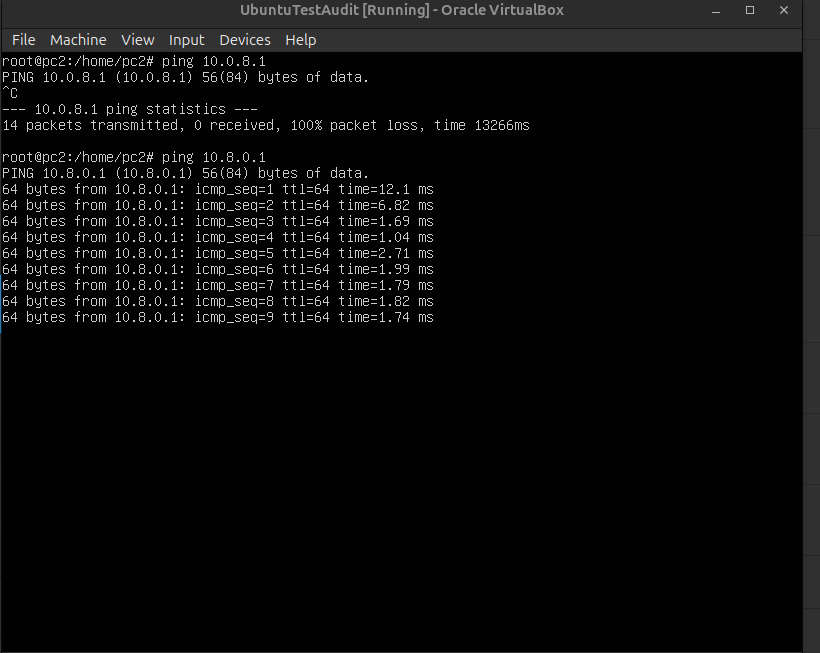 UbuntuTestAudit [Running] - Oracle VirtualBox
File Machine View Input Devices Help
root@pc2:/home/pc2# ping 10.0.8.1
PING 10.0.8.1 (10.0.8.1) 56(84) bytes of data.
^C
--- 10.0.8.1 ping statistics ---
14 packets transmitted, 0 received, 100% packet loss, time 13266ms
root@pc2:/home/pc2# ping 10.8.0.1
PING 10.8.0.1 (10.8.0.1) 56(84) bytes of data.
64 bytes from 10.8.0.1: icmp_seq=1 ttl=64 time=12.1 ms
64 bytes from 10.8.0.1: icmp_seq=2 ttl=64 time=6.82 ms
64 bytes from 10.8.0.1: icmp_seq=3 ttl=64 time=1.69 ms
64 bytes from 10.8.0.1: icmp_seq=4 ttl=64 time=1.04 ms
64 bytes from 10.8.0.1: icmp_seq=5 ttl=64 time=2.71 ms
64 bytes from 10.8.0.1: icmp_seq=6 ttl=64 time=1.99 ms
64 bytes from 10.8.0.1: icmp_seq=7 ttl=64 time=1.79 ms
64 bytes from 10.8.0.1: icmp_seq=8 ttl=64 time=1.82 ms
64 bytes from 10.8.0.1: icmp_seq=9 ttl=64 time=1.74 ms